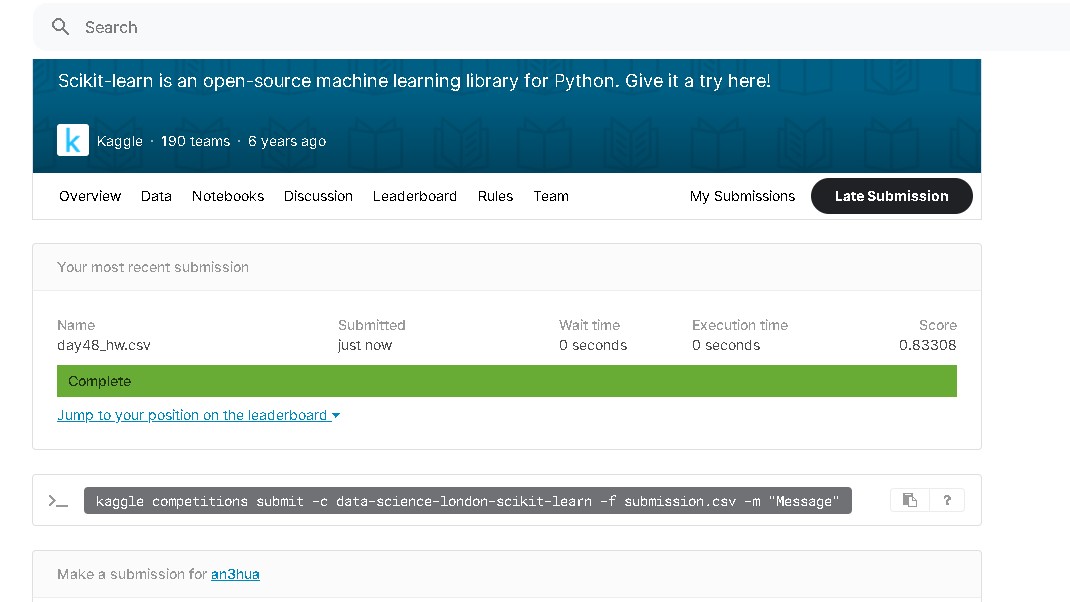 Search
Scikit-learn is an open-source machine learning library for Python. Give it a try here!
k Kaggle · 190 teams · 6 years ago
Overview Data Notebooks Discussion Leaderboard Rules Team My Submissions Late Submission
Your most recent submission
Name Submitted Wait time Execution time Score
day48_hw.csv just now 0 seconds 0 seconds 0.83308
Complete
Jump to your position on the leaderboard
>_ kaggle competitions submit -c data-science-london-scikit-learn -f submission.csv -m "Message" ?
Make a submission for an3hua